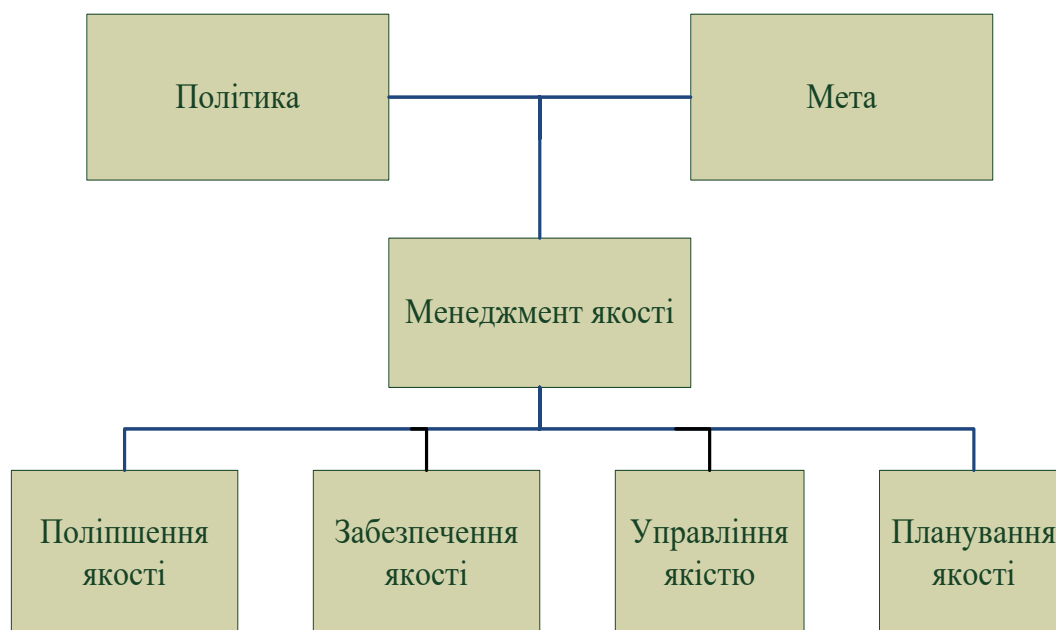 Політика
Мета
Менеджмент якості
Поліпшення
якості
Забезпечення
якості
Управління
якістю
Планування
якості